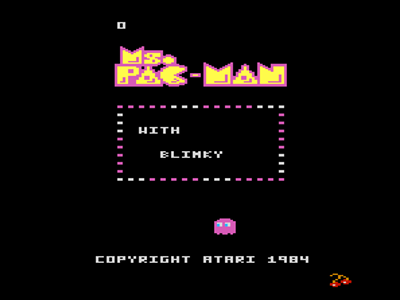 0
Ms.
PAC-MAN
WITH
BLINKY
COPYRIGHT ATARI 1984